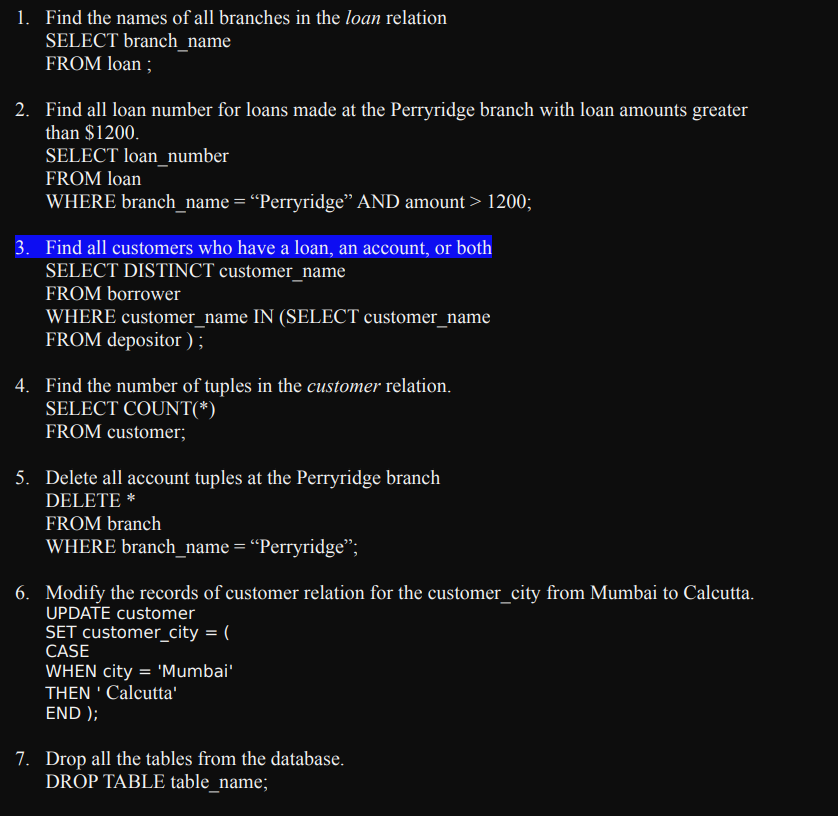 1. Find the names of all branches in the loan relation
SELECT branch_name
FROM loan ;
2. Find all loan number for loans made at the Perryridge branch with loan amounts greater
than $1200.
SELECT loan_number
FROM loan
WHERE branch_name = “Perryridge” AND amount > 1200;
3. Find all customers who have a loan, an account, or both
SELECT DISTINCT customer_name
FROM borrower
WHERE customer_name IN (SELECT customer_name
FROM depositor ) ;
4. Find the number of tuples in the customer relation.
SELECT COUNT(*)
FROM customer;
5. Delete all account tuples at the Perryridge branch
DELETE *
FROM branch
WHERE branch_name = “Perryridge”;
6. Modify the records of customer relation for the customer_city from Mumbai to Calcutta.
UPDATE customer
SET customer_city = (
CASE
WHEN city = 'Mumbai'
THEN ' Calcutta'
END );
7. Drop all the tables from the database.
DROP TABLE table_name;